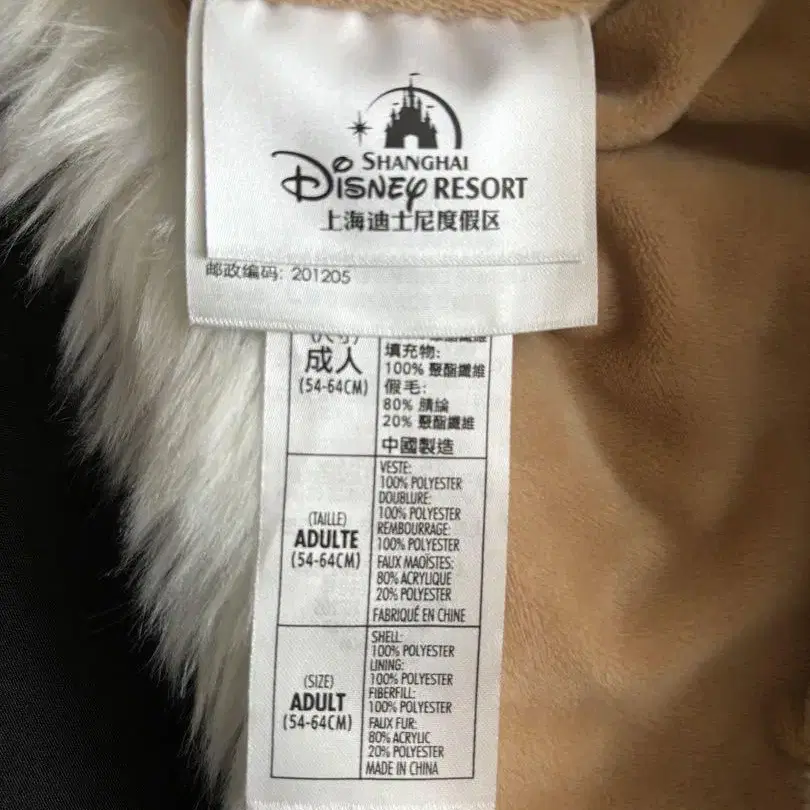 SHANGHAI
DISNEY RESORT
上海迪士尼度假区
邮政编码: 201205
(尺寸)
成人
(54-64CM)
填充物:
100% 聚酯纖維
假毛:
80% 腈綸
20% 聚酯纖維
中國製造
(TAILLE)
ADULTE
(54-64CM)
VESTE:
100% POLYESTER
DOUBLURE:
100% POLYESTER
REMBOURRAGE:
100% POLYESTER
FAUX MAOÏSTES:
80% ACRYLIQUE
20% POLYESTER
FABRIQUÉ EN CHINE
(SIZE)
ADULT
(54-64CM)
SHELL:
100% POLYESTER
LINING:
100% POLYESTER
FIBERFILL:
100% POLYESTER
FAUX FUR:
80% ACRYLIC
20% POLYESTER
MADE IN CHINA